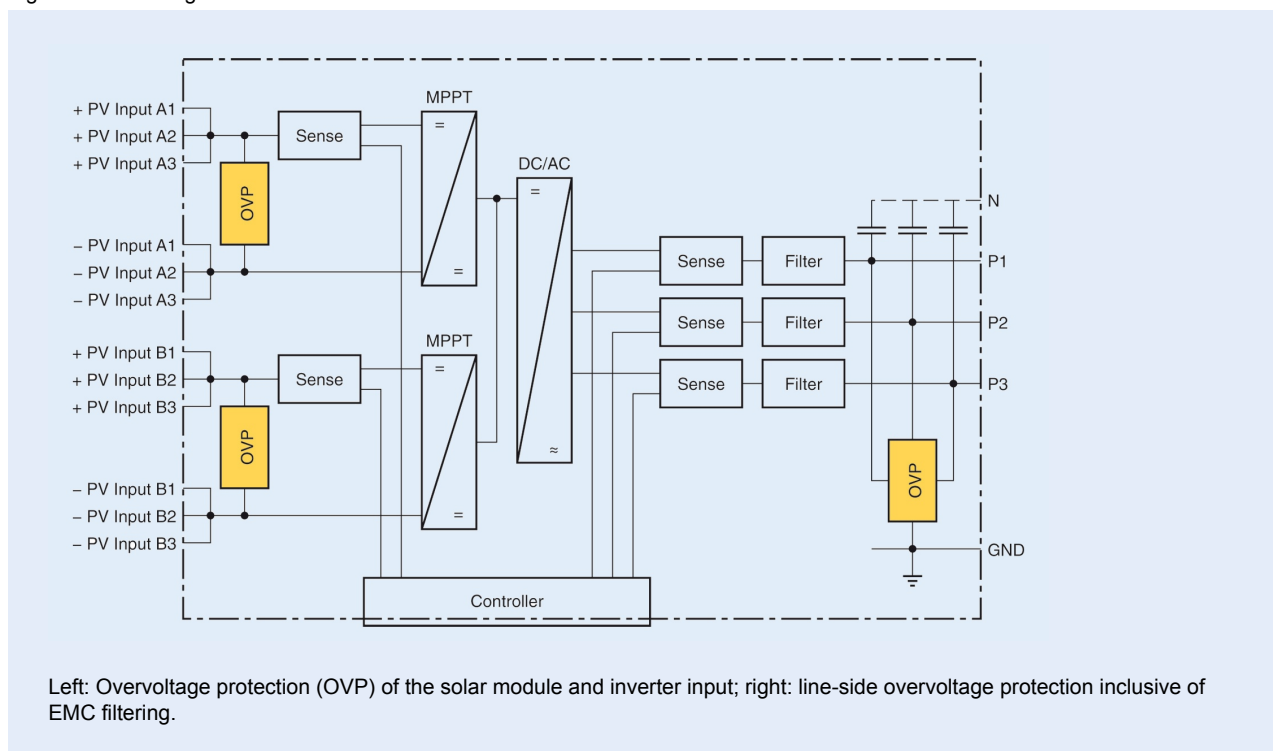 + PV Input A1
+ PV Input A2
+ PV Input A3
OVP
Sense
MPPT
=
=
– PV Input A1
– PV Input A2
– PV Input A3
DC/AC
=
≈
+ PV Input B1
+ PV Input B2
+ PV Input B3
OVP
Sense
MPPT
=
=
– PV Input B1
– PV Input B2
– PV Input B3
Sense
Filter
Sense
Filter
Sense
Filter
N
P1
P2
P3
OVP
GND
Controller
Left: Overvoltage protection (OVP) of the solar module and inverter input; right: line-side overvoltage protection inclusive of
EMC filtering.